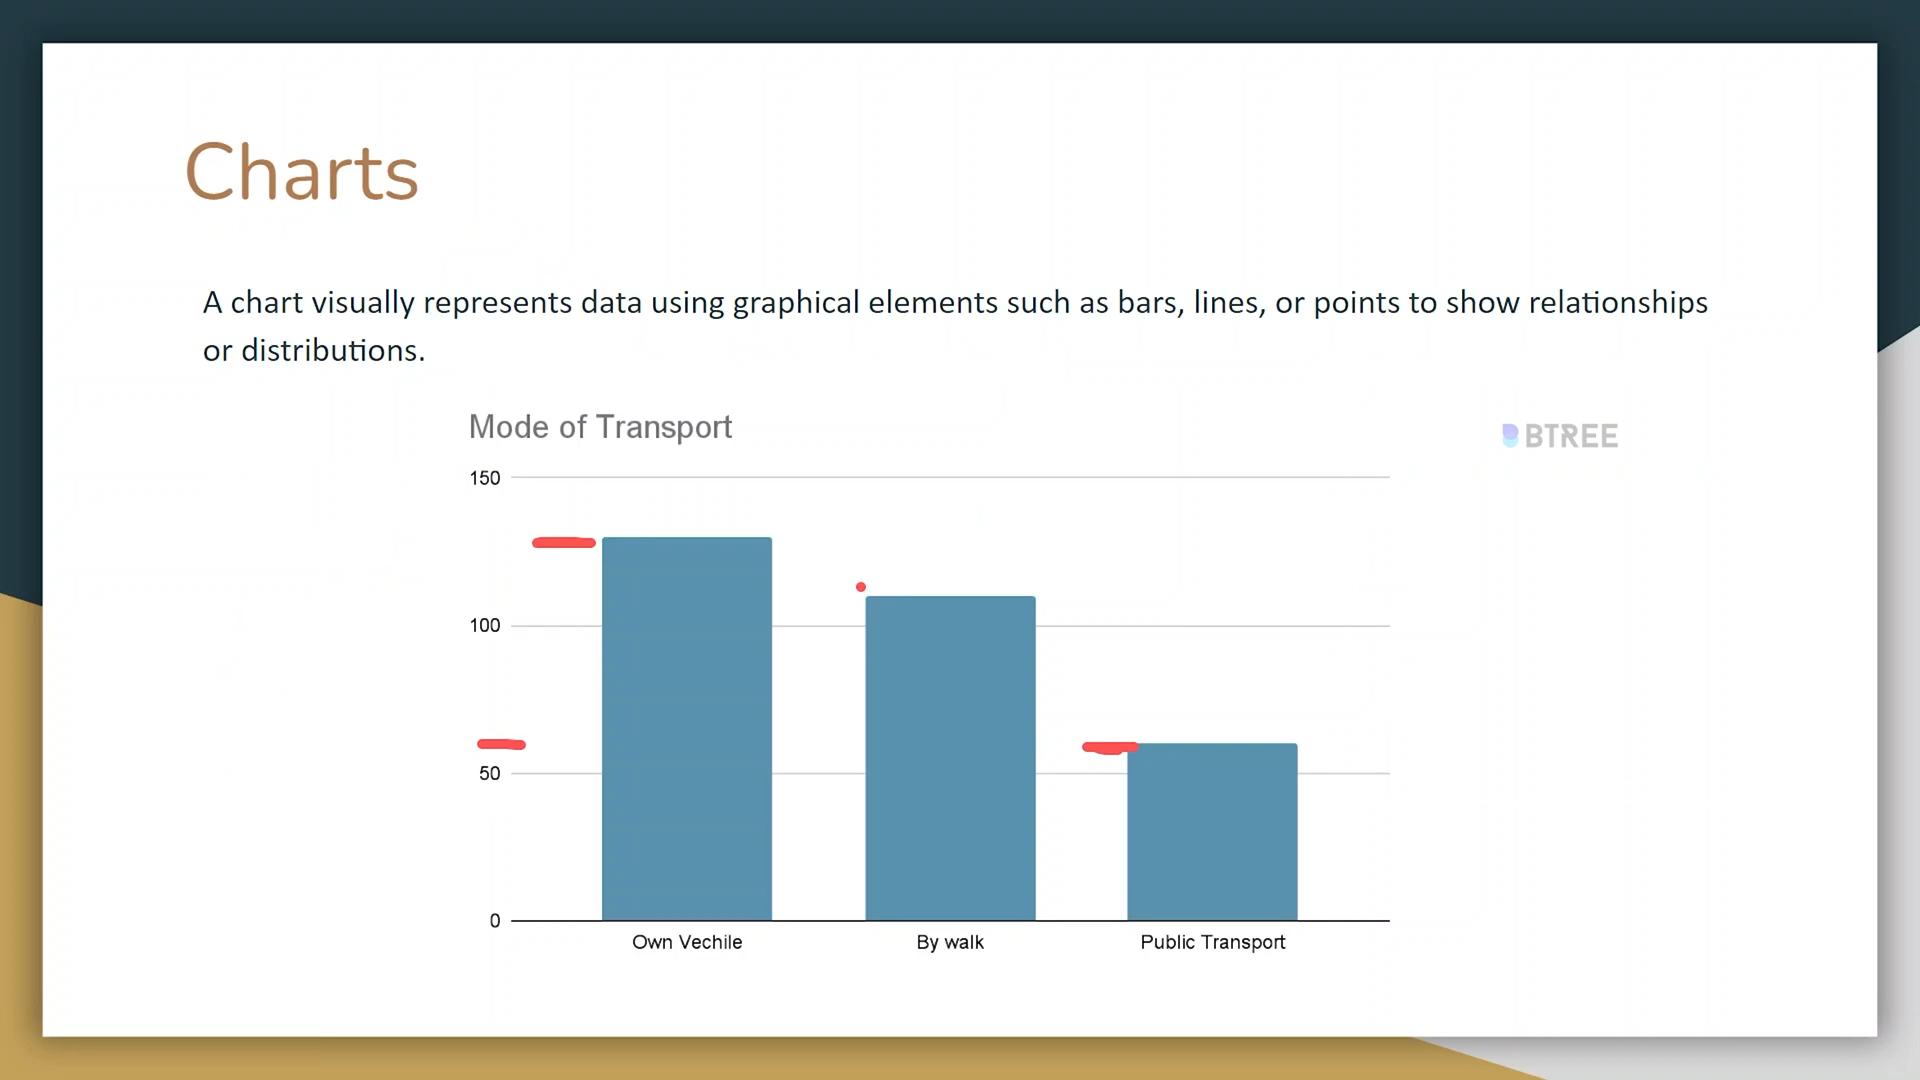 Charts
A chart visually represents data using graphical elements such as bars, lines, or points to show relationships
or distributions.
Mode of Transport
BTREE
150
100
50
0
Own Vechile
By walk
Public Transport